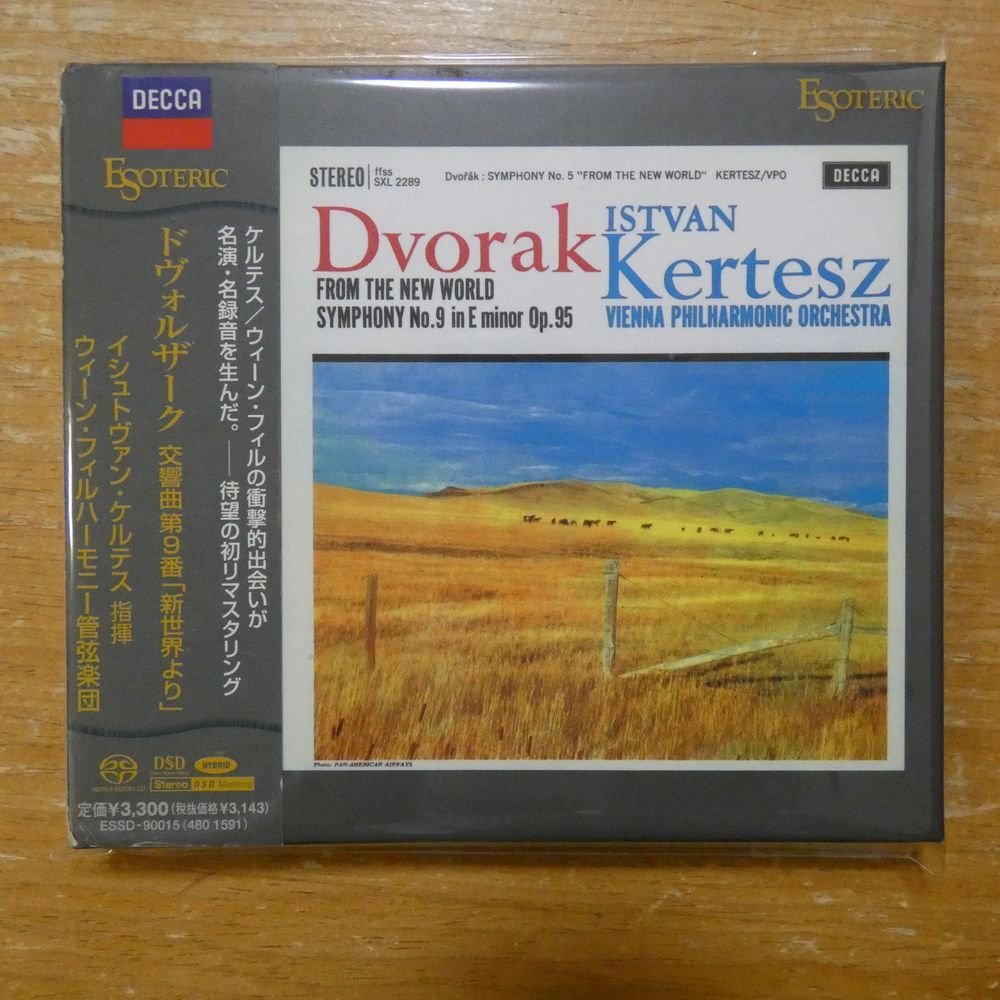 DECCA
ESOTERIC
ケルテス／ウィーン・フィルの衝撃的出会いが
名演・名録音を生んだ。── 待望の初リマスタリング
ドヴォルザーク 交響曲第9番「新世界より」
イシュトヴァン・ケルテス 指揮
ウィーン・フィルハーモニー管弦楽団
SUPER AUDIO CD
DSD
HYBRID
Stereo DSD Mastering
定価¥3,300(税抜価格¥3,143)
ESSD-90015(480 1591)
ESOTERIC
STEREO
ffss
SXL 2289
Dvořák : SYMPHONY No. 5 "FROM THE NEW WORLD" KERTESZ/VPO
DECCA
Dvorak
FROM THE NEW WORLD
SYMPHONY No.9 in E minor Op.95
ISTVAN
Kertesz
VIENNA PHILHARMONIC ORCHESTRA
Photo: PAN-AMERICAN AIRWAYS